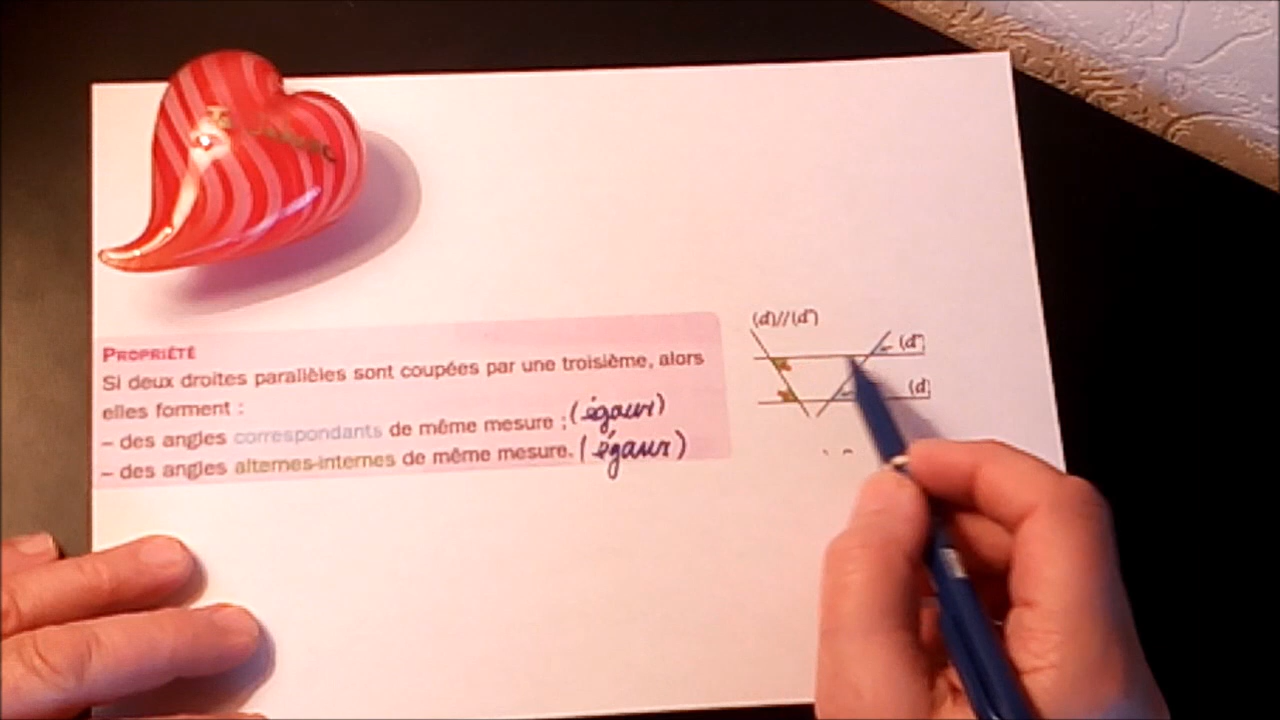 PROPRIÉTÉ
Si deux droites parallèles sont coupées par une troisième, alors
elles forment :
– des angles correspondants de même mesure ; (égaux)
– des angles alternes-internes de même mesure. (égaux)
(d)//(d')
(d')
(d)